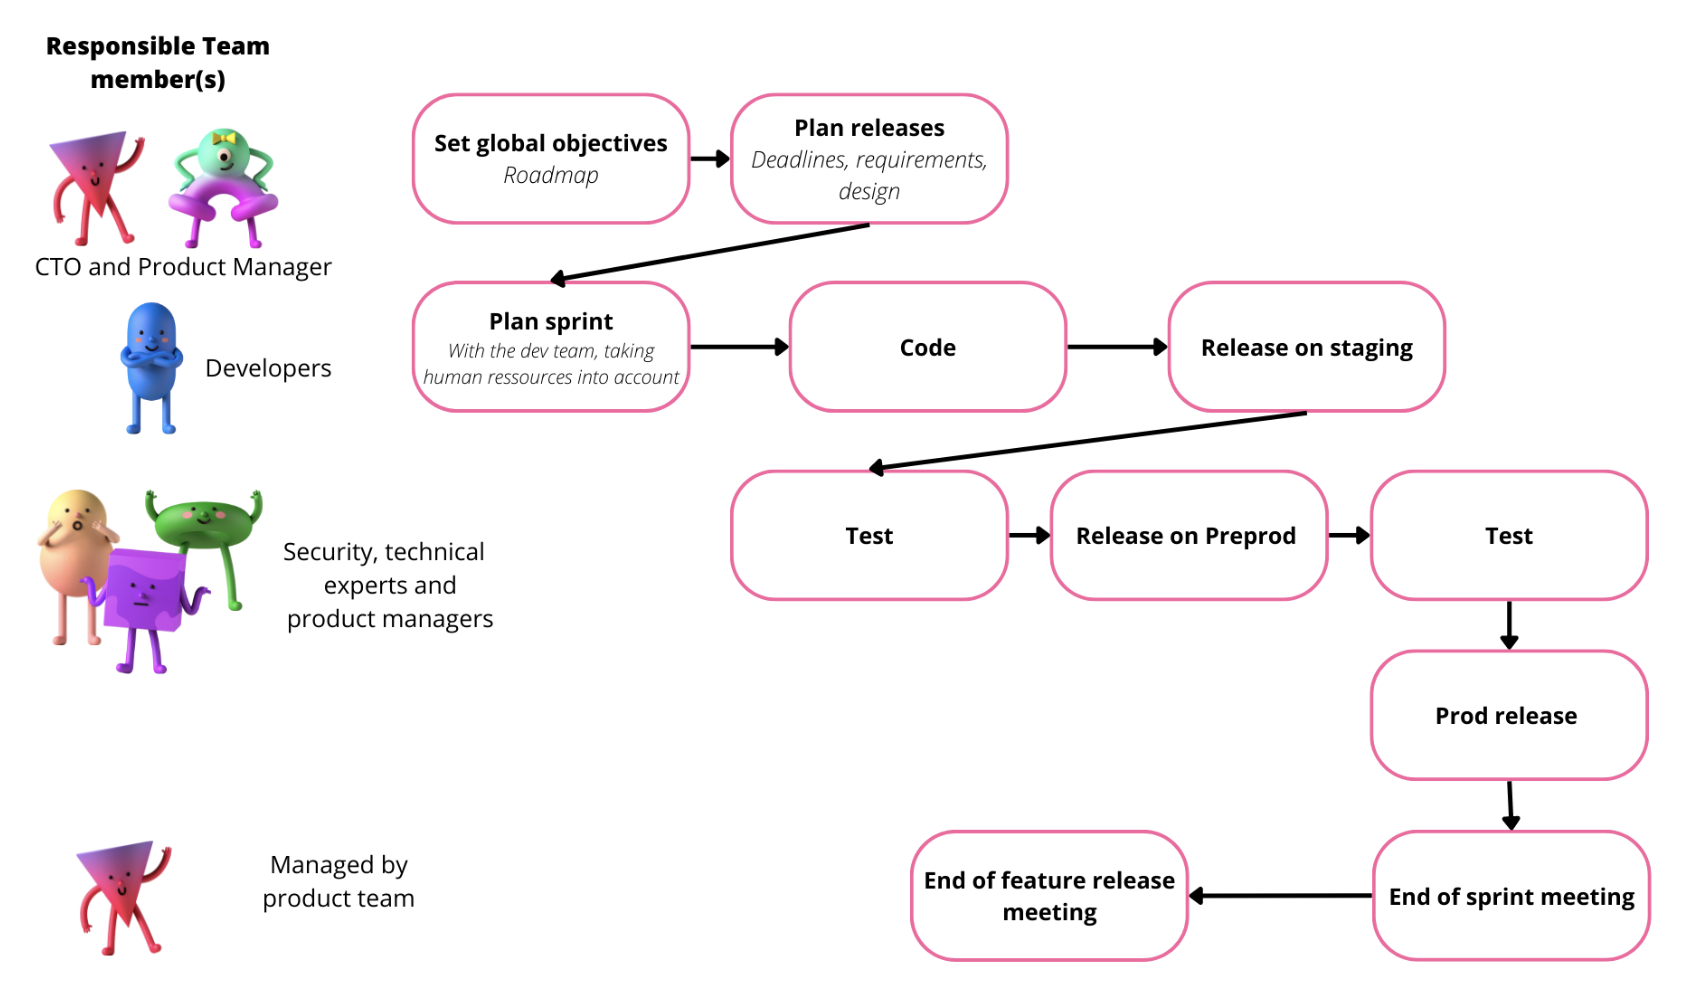 Responsible Team
member(s)
Set global objectives
Roadmap
Plan releases
Deadlines, requirements,
design
CTO and Product Manager
Plan sprint
With the dev team, taking
human ressources into account
Code
Release on staging
Developers
Test
Release on Preprod
Test
Security, technical
experts and
product managers
Prod release
Managed by
product team
End of feature release
meeting
End of sprint meeting